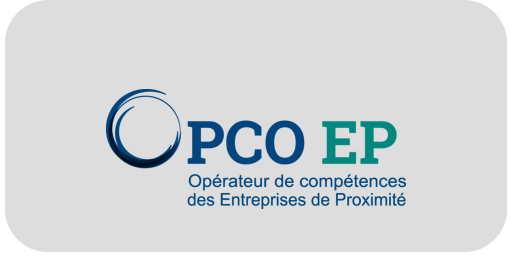 OPCO EP
Opérateur de compétences
des Entreprises de Proximité